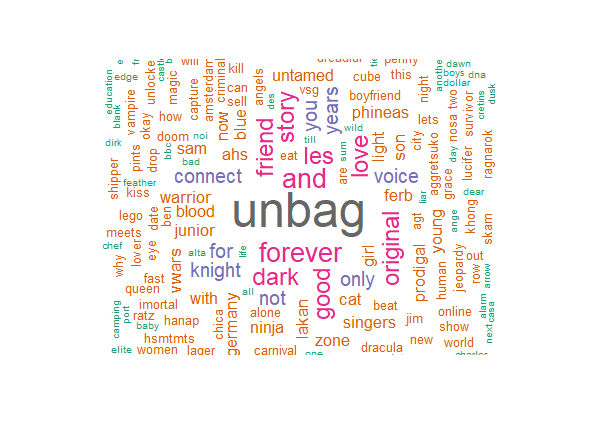 unbag
forever
dark
and
les
love
story
friend
original
good
you
years
voice
connect
for
knight
not
only
untamed
vsg
cube
this
boyfriend
phineas
light
son
ferb
girl
cat
beat
singers
jim
zone
dracula
lakan
ninja
alone
carnival
germany
chica
with
vwars
junior
blood
warrior
ahs
sam
doom
blue
now
can
sell
kill
angels
criminal
amsterdam
capture
magic
unlocke
will
edge
vampire
how
okay
pints
drop
kiss
shipper
lego
meets
lover
eye
date
ben
why
fast
queen
imortal
ratz
hanap
hsmtmts
women
lager
new
world
show
online
human
jeopardy
row
out
prodigal
young
agt
khong
skam
grace
aggretsuko
lucifer
ragnarok
survivor
nosa
two
lets
city
night
penny
are
eat
des
till
wild
sum
noi
bbc
bad
feather
dirk
blank
education
castle
dawn
boys
dna
dollar
cretins
dusk
day
liar
dear
ange
arrow
alarm
casa
next
chef
alta
life
all
camping
port
baby
elite
one